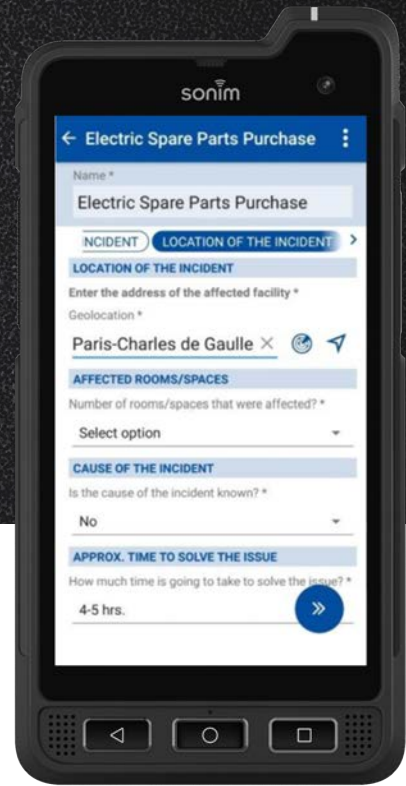 sonim
Electric Spare Parts Purchase
Name *
Electric Spare Parts Purchase
NCIDENT LOCATION OF THE INCIDENT
LOCATION OF THE INCIDENT
Enter the address of the affected facility *
Geolocation *
Paris-Charles de Gaulle
AFFECTED ROOMS/SPACES
Number of rooms/spaces that were affected? *
Select option
CAUSE OF THE INCIDENT
Is the cause of the incident known? *
No
APPROX. TIME TO SOLVE THE ISSUE
How much time is going to take to solve the issue? *
4-5 hrs.